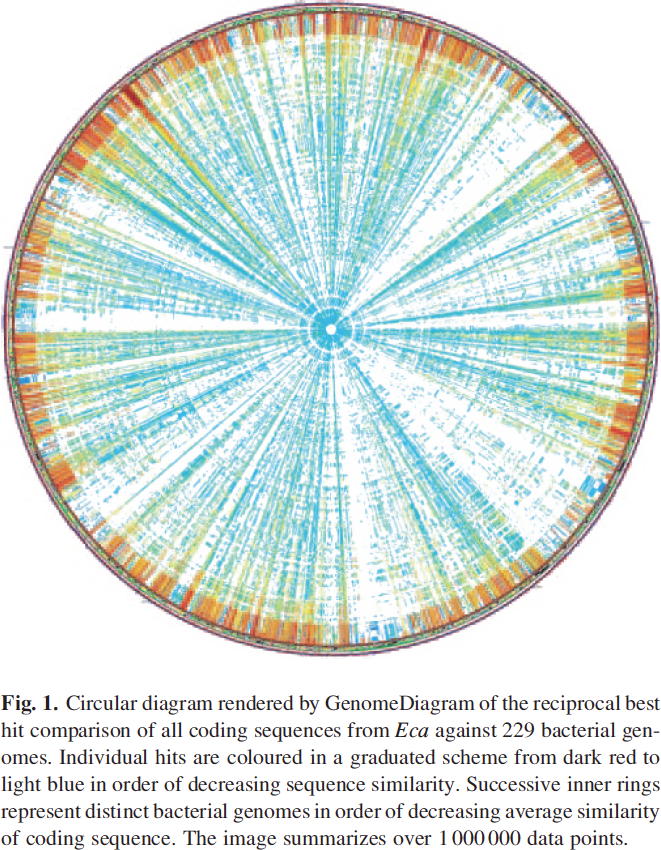 Fig. 1. Circular diagram rendered by GenomeDiagram of the reciprocal best
hit comparison of all coding sequences from Eca against 229 bacterial gen-
omes. Individual hits are coloured in a graduated scheme from dark red to
light blue in order of decreasing sequence similarity. Successive inner rings
represent distinct bacterial genomes in order of decreasing average similarity
of coding sequence. The image summarizes over 1 000 000 data points.